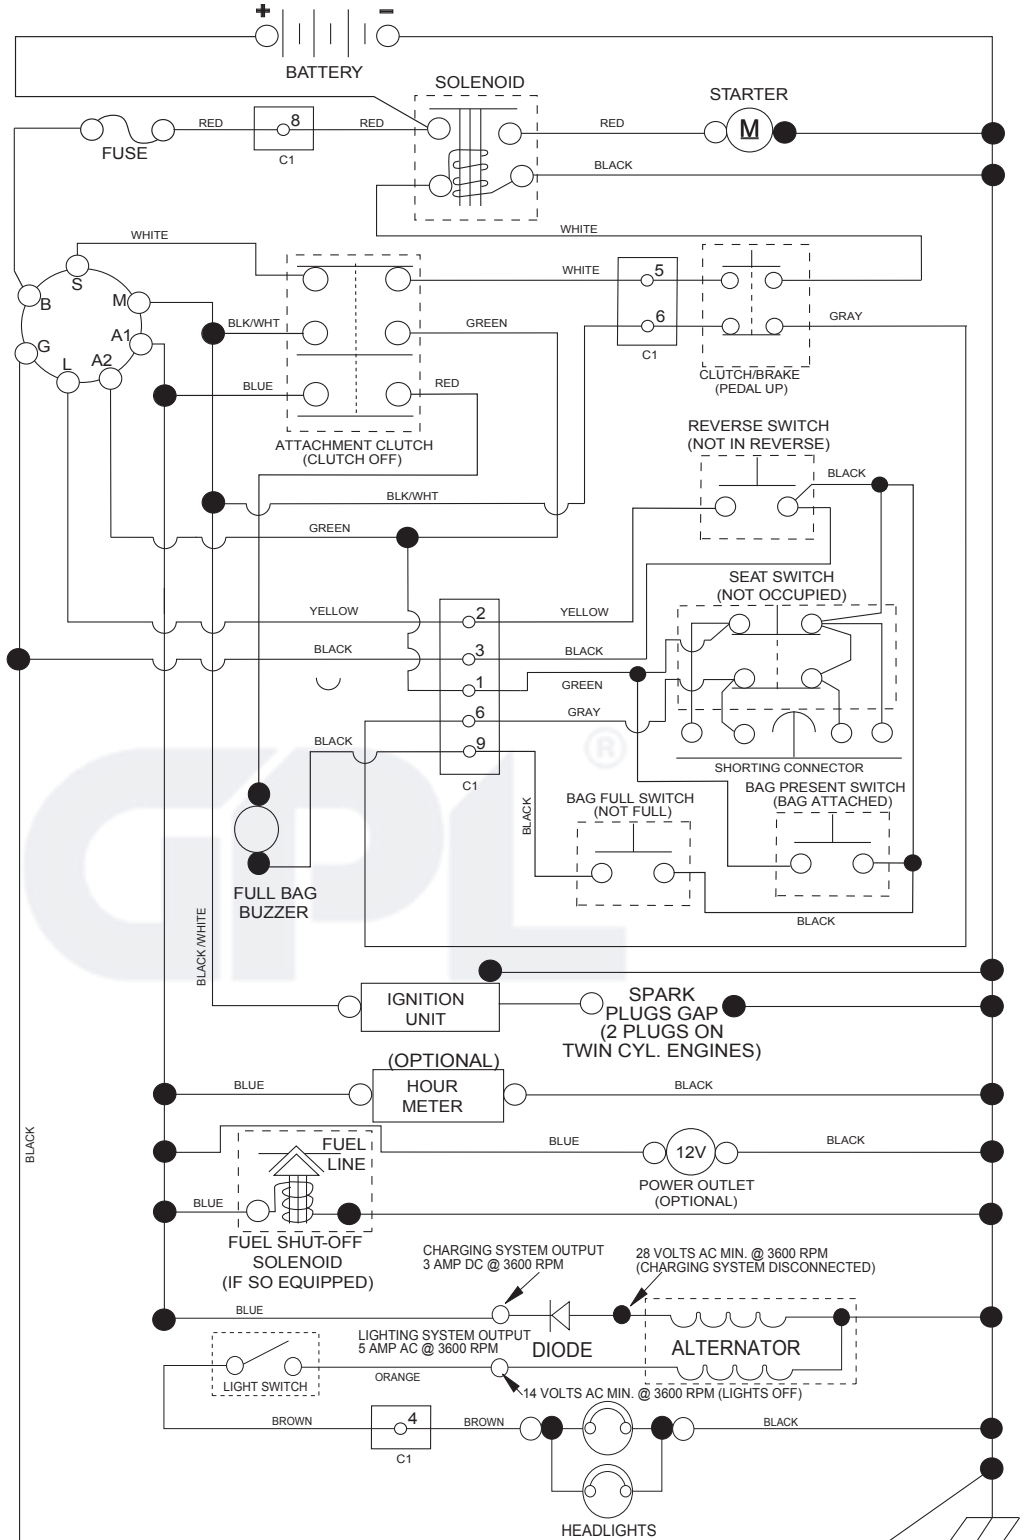 + −
BATTERY
SOLENOID
STARTER
FUSE
RED
8
C1
RED
RED
M
BLACK
WHITE
WHITE
S
B
M
A1
G
L
A2
BLK/WHT
GREEN
WHITE
5
6
C1
GRAY
CLUTCH/BRAKE
(PEDAL UP)
BLUE
RED
ATTACHMENT CLUTCH
(CLUTCH OFF)
REVERSE SWITCH
(NOT IN REVERSE)
BLACK
BLK/WHT
GREEN
SEAT SWITCH
(NOT OCCUPIED)
YELLOW
2
YELLOW
BLACK
3
BLACK
1
GREEN
6
GRAY
BLACK
9
C1
SHORTING CONNECTOR
BLACK
BAG FULL SWITCH
(NOT FULL)
BAG PRESENT SWITCH
(BAG ATTACHED)
BLACK
FULL BAG
BUZZER
GPL®
BLACK/WHITE
IGNITION
UNIT
SPARK
PLUGS GAP
(2 PLUGS ON
TWIN CYL. ENGINES)
(OPTIONAL)
BLUE
HOUR
METER
BLACK
BLACK
FUEL
LINE
BLUE
12V
BLACK
POWER OUTLET
(OPTIONAL)
BLUE
FUEL SHUT-OFF
SOLENOID
(IF SO EQUIPPED)
CHARGING SYSTEM OUTPUT
3 AMP DC @ 3600 RPM
28 VOLTS AC MIN. @ 3600 RPM
(CHARGING SYSTEM DISCONNECTED)
BLUE
LIGHTING SYSTEM OUTPUT
5 AMP AC @ 3600 RPM
DIODE
ALTERNATOR
LIGHT SWITCH
ORANGE
14 VOLTS AC MIN. @ 3600 RPM (LIGHTS OFF)
BROWN
4
C1
BROWN
BLACK
HEADLIGHTS